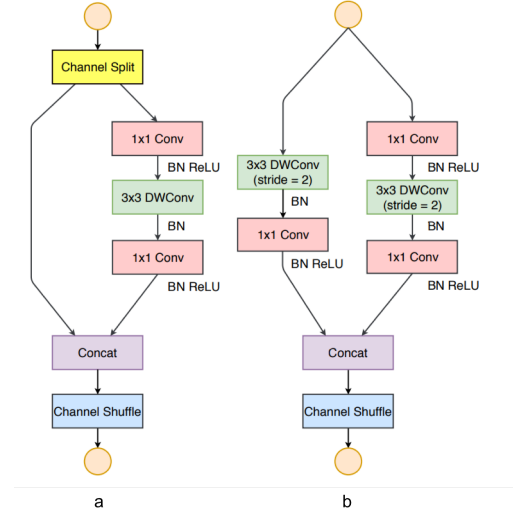 Channel Split
1x1 Conv
BN ReLU
3x3 DWConv
BN
1x1 Conv
BN ReLU
Concat
Channel Shuffle
a
3x3 DWConv
(stride = 2)
BN
1x1 Conv
BN ReLU
1x1 Conv
BN ReLU
3x3 DWConv
(stride = 2)
BN
1x1 Conv
BN ReLU
Concat
Channel Shuffle
b